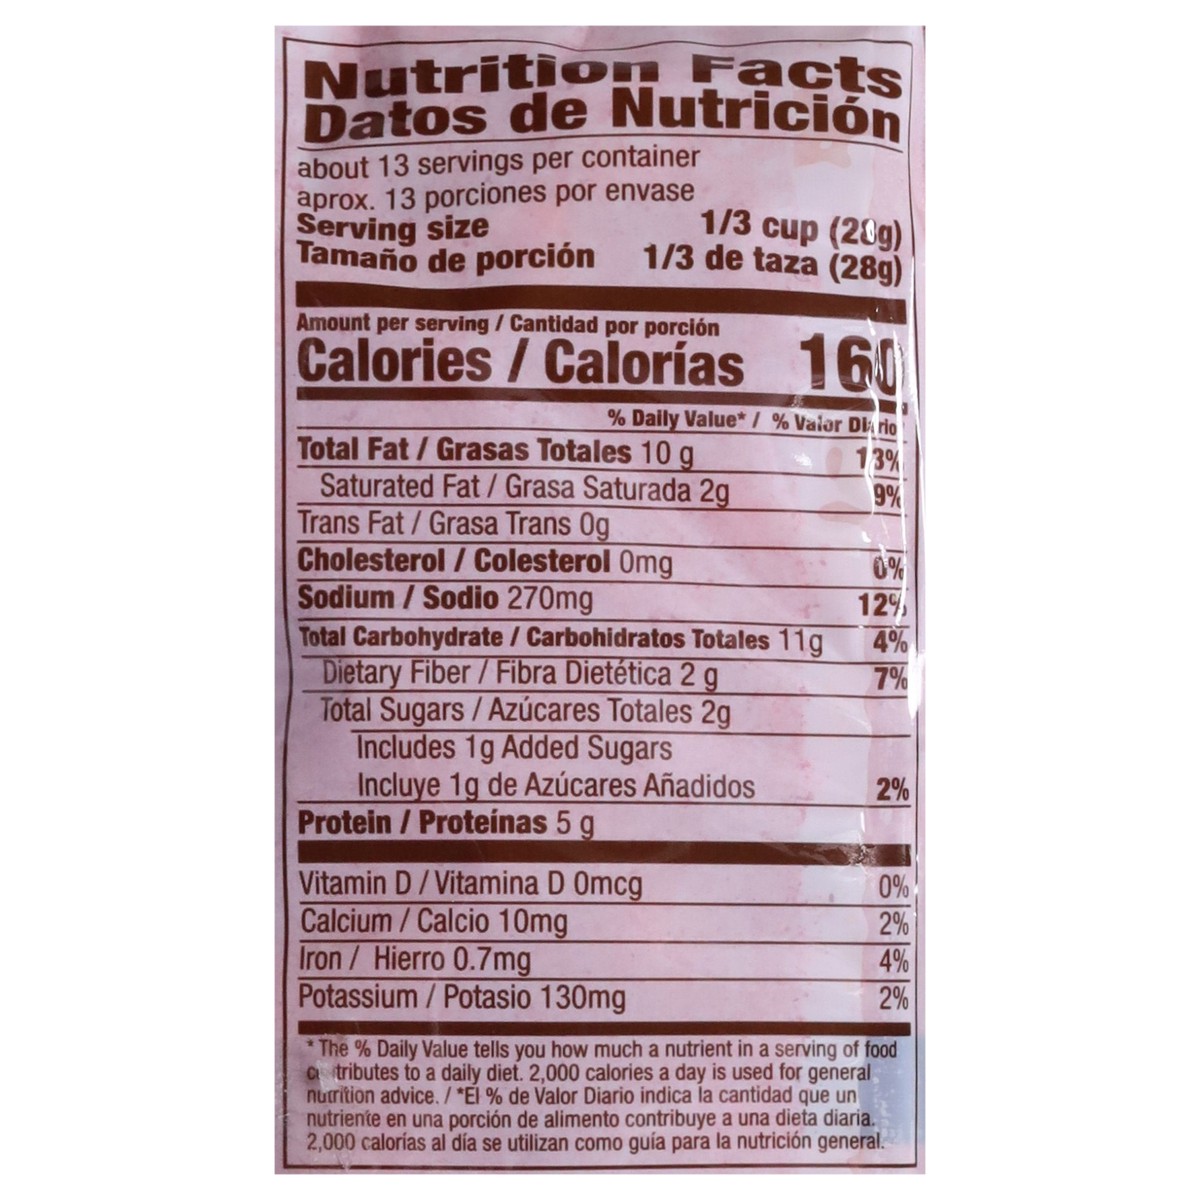 Nutrition Facts
Datos de Nutrición
about 13 servings per container
aprox. 13 porciones por envase
Serving size 1/3 cup (28g)
Tamaño de porción 1/3 de taza (28g)
Amount per serving / Cantidad por porción
Calories / Calorías 160
% Daily Value* / % Valor Diario
Total Fat / Grasas Totales 10 g 13%
Saturated Fat / Grasa Saturada 2g 9%
Trans Fat / Grasa Trans 0g
Cholesterol / Colesterol 0mg 0%
Sodium / Sodio 270mg 12%
Total Carbohydrate / Carbohidratos Totales 11g 4%
Dietary Fiber / Fibra Dietética 2 g 7%
Total Sugars / Azúcares Totales 2g
Includes 1g Added Sugars
Incluye 1g de Azúcares Añadidos 2%
Protein / Proteínas 5 g
Vitamin D / Vitamina D 0mcg 0%
Calcium / Calcio 10mg 2%
Iron / Hierro 0.7mg 4%
Potassium / Potasio 130mg 2%
* The % Daily Value tells you how much a nutrient in a serving of food
contributes to a daily diet. 2,000 calories a day is used for general
nutrition advice. / *El % de Valor Diario indica la cantidad que un
nutriente en una porción de alimento contribuye a una dieta diaria.
2,000 calorías al día se utilizan como guía para la nutrición general.